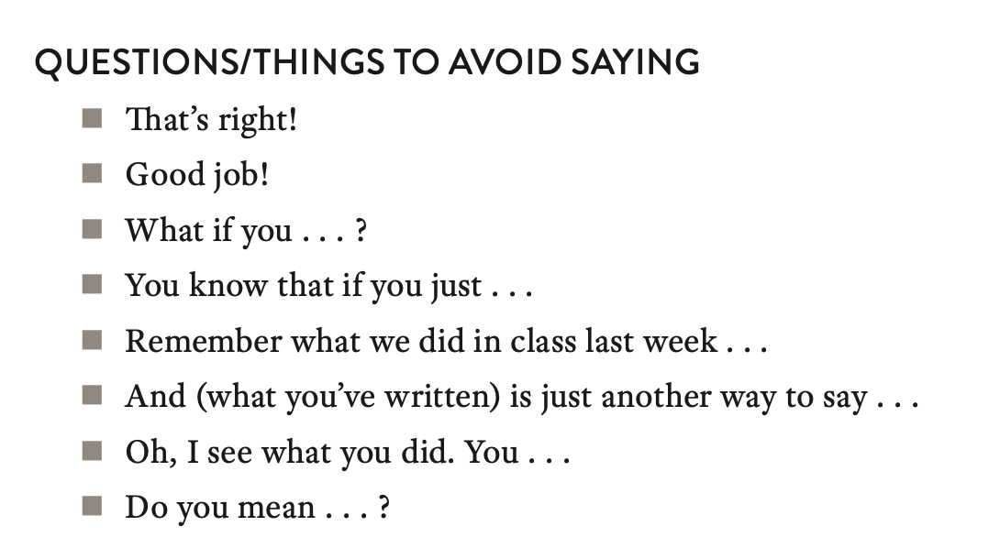 QUESTIONS/THINGS TO AVOID SAYING
That’s right!
Good job!
What if you . . . ?
You know that if you just . . .
Remember what we did in class last week . . .
And (what you’ve written) is just another way to say . . .
Oh, I see what you did. You . . .
Do you mean . . . ?